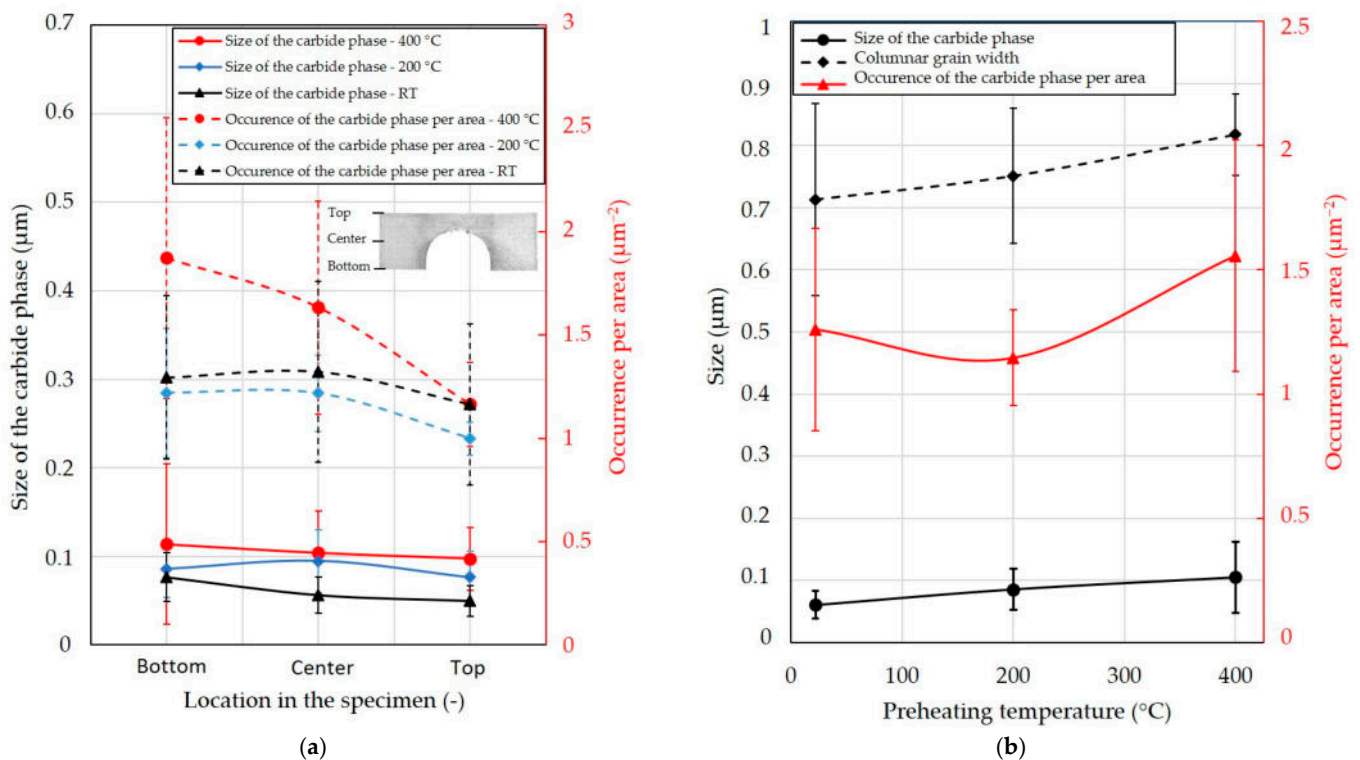 0.7
0.6
0.5
0.4
0.3
0.2
0.1
0
Size of the carbide phase (µm)
Size of the carbide phase - 400 °C
Size of the carbide phase - 200 °C
Size of the carbide phase - RT
Occurence of the carbide phase per area - 400 °C
Occurence of the carbide phase per area - 200 °C
Occurence of the carbide phase per area - RT
Top
Center
Bottom
3
2.5
2
1.5
1
0.5
0
Occurrence per area (µm⁻²)
Bottom Center Top
Location in the specimen (-)
(a)
1
0.9
0.8
0.7
0.6
0.5
0.4
0.3
0.2
0.1
0
Size (µm)
Size of the carbide phase
Columnar grain width
Occurence of the carbide phase per area
2.5
2
1.5
1
0.5
0
Occurrence per area (µm⁻²)
0 100 200 300 400
Preheating temperature (°C)
(b)